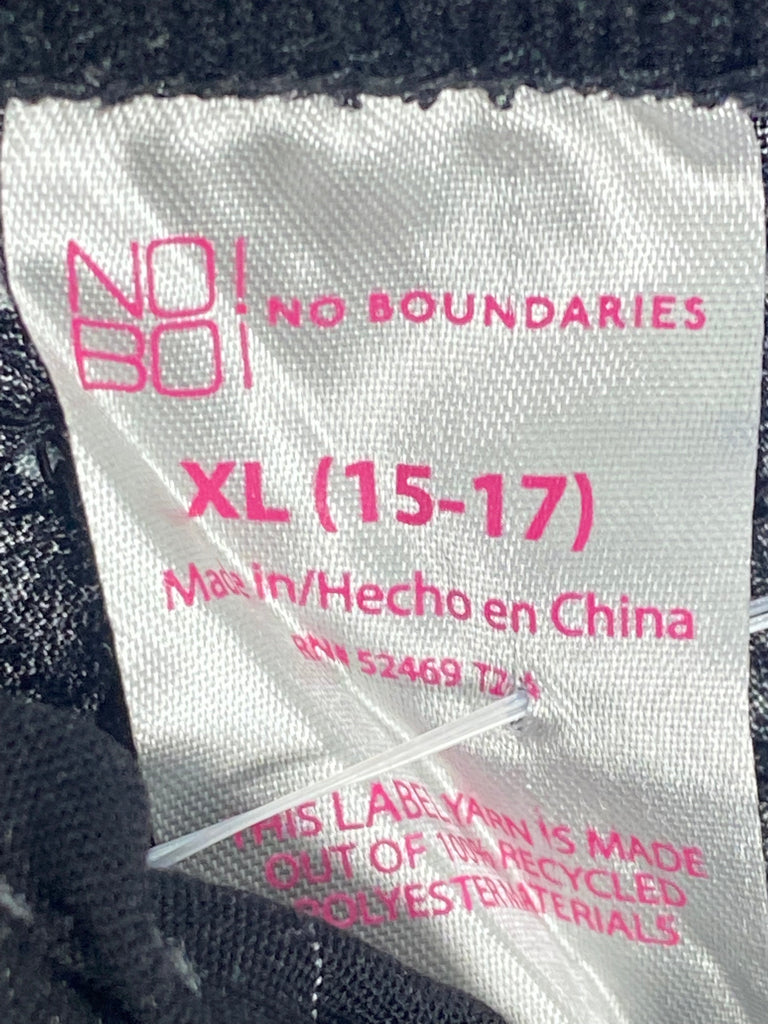 NO! NO BOUNDARIES
BO!
XL (15-17)
Made in/Hecho en China
RN# 52469
THIS LABEL YARN IS MADE
OUT OF 100% RECYCLED
POLYESTER MATERIALS